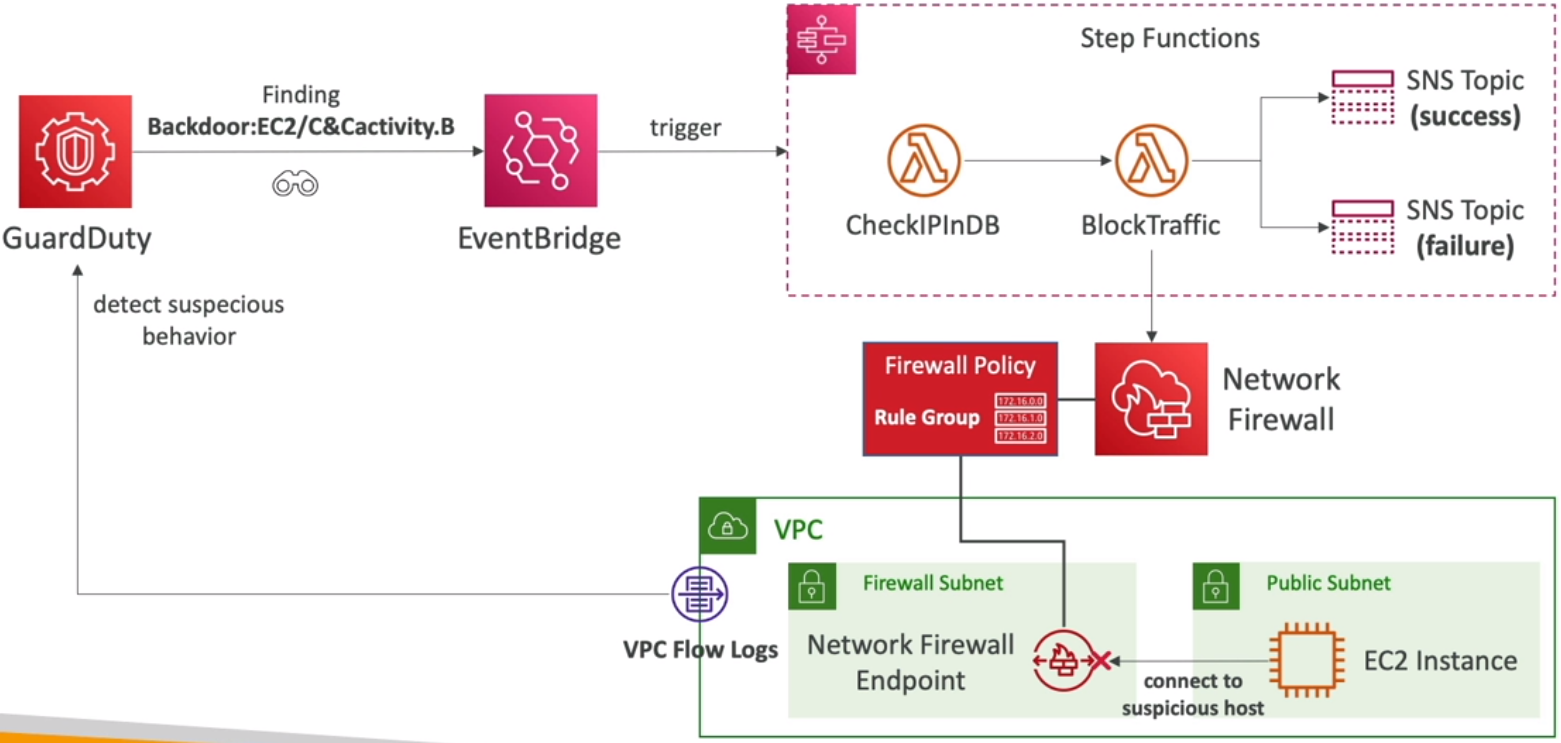 Step Functions
Finding
Backdoor:EC2/C&Cactivity.B
trigger
SNS Topic
(success)
CheckIPInDB
BlockTraffic
SNS Topic
(failure)
GuardDuty
EventBridge
detect suspecious
behavior
Firewall Policy
Rule Group
172.16.0.0
172.16.1.0
172.16.2.0
Network
Firewall
VPC
Firewall Subnet
Public Subnet
VPC Flow Logs
Network Firewall
Endpoint
EC2 Instance
connect to
suspicious host